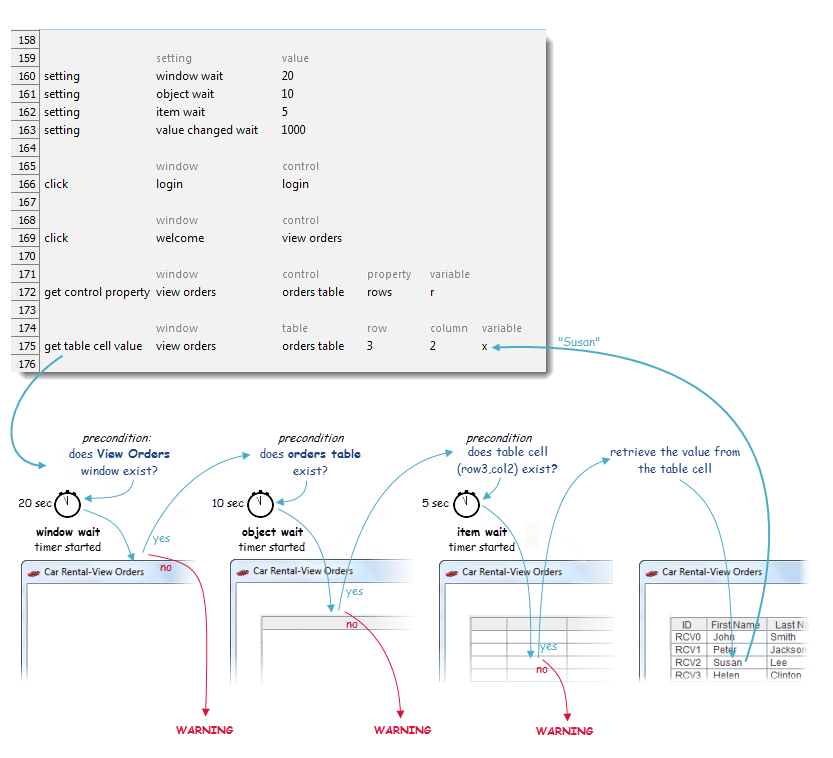 158
159 setting value
160 setting window wait 20
161 setting object wait 10
162 setting item wait 5
163 setting value changed wait 1000
164
165 window control
166 click login login
167
168 window control
169 click welcome view orders
170
171 window control property variable
172 get control property view orders orders table rows r
173
174 window table row column variable
175 get table cell value view orders orders table 3 2 x
176
"Susan"
precondition:
does View Orders
window exist?
20 sec
window wait
timer started
yes
no
Car Rental-View Orders
WARNING
precondition
does orders table
exist?
10 sec
object wait
timer started
Car Rental-View Orders
yes
no
WARNING
precondition
does table cell
(row3,col2) exist?
5 sec
item wait
timer started
Car Rental-View Orders
yes
no
WARNING
retrieve the value from
the table cell
Car Rental-View Orders
ID First Name Last Na
RCV0 John Smith
RCV1 Peter Jackson
RCV2 Susan Lee
RCV3 Helen Clinton